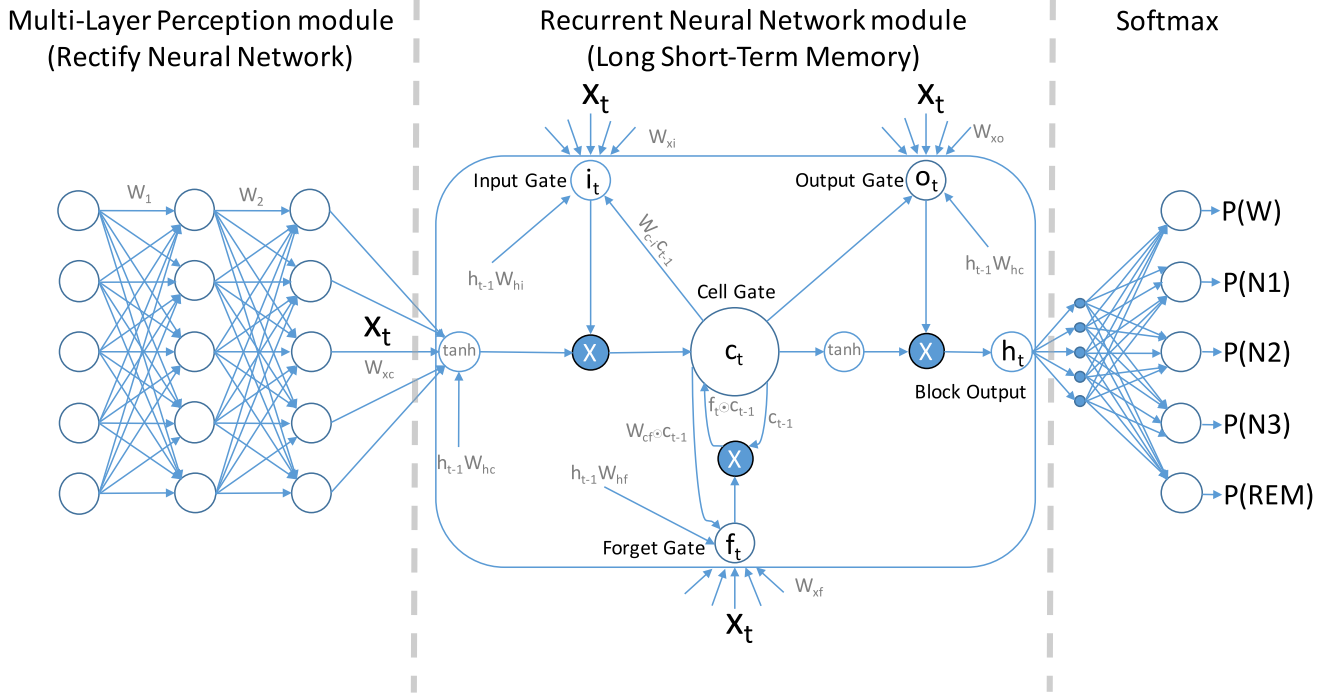 Multi-Layer Perception module
(Rectify Neural Network)
Recurrent Neural Network module
(Long Short-Term Memory)
Softmax
W1
W2
Xt
Wxc
tanh
ht-1Whc
Xt
Wxi
Input Gate
it
ht-1Whi
Wc-ict-1
X
Xt
Wxo
Output Gate
ot
ht-1Whc
Cell Gate
ct
tanh
X
ht
Block Output
ft⊙ct-1
ct-1
Wcf⊙ct-1
X
ht-1Whf
Forget Gate
ft
Wxf
Xt
P(W)
P(N1)
P(N2)
P(N3)
P(REM)